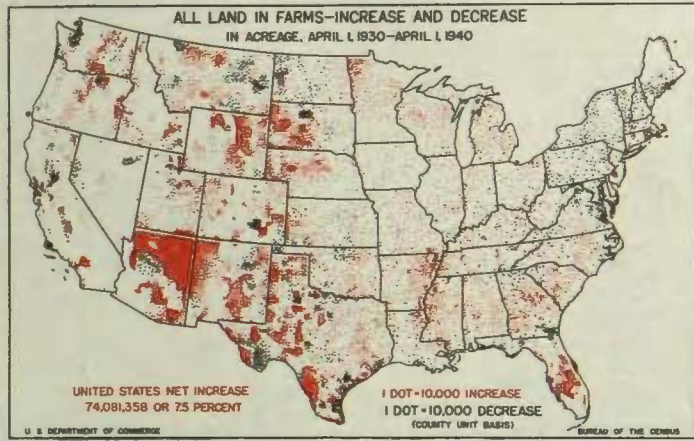 ALL LAND IN FARMS-INCREASE AND DECREASE
IN ACREAGE, APRIL 1, 1930-APRIL 1, 1940
UNITED STATES NET INCREASE
74,081,358 OR 7.5 PERCENT
1 DOT=10,000 INCREASE
1 DOT=10,000 DECREASE
(COUNTY UNIT BASIS)
U. S. DEPARTMENT OF COMMERCE
BUREAU OF THE CENSUS